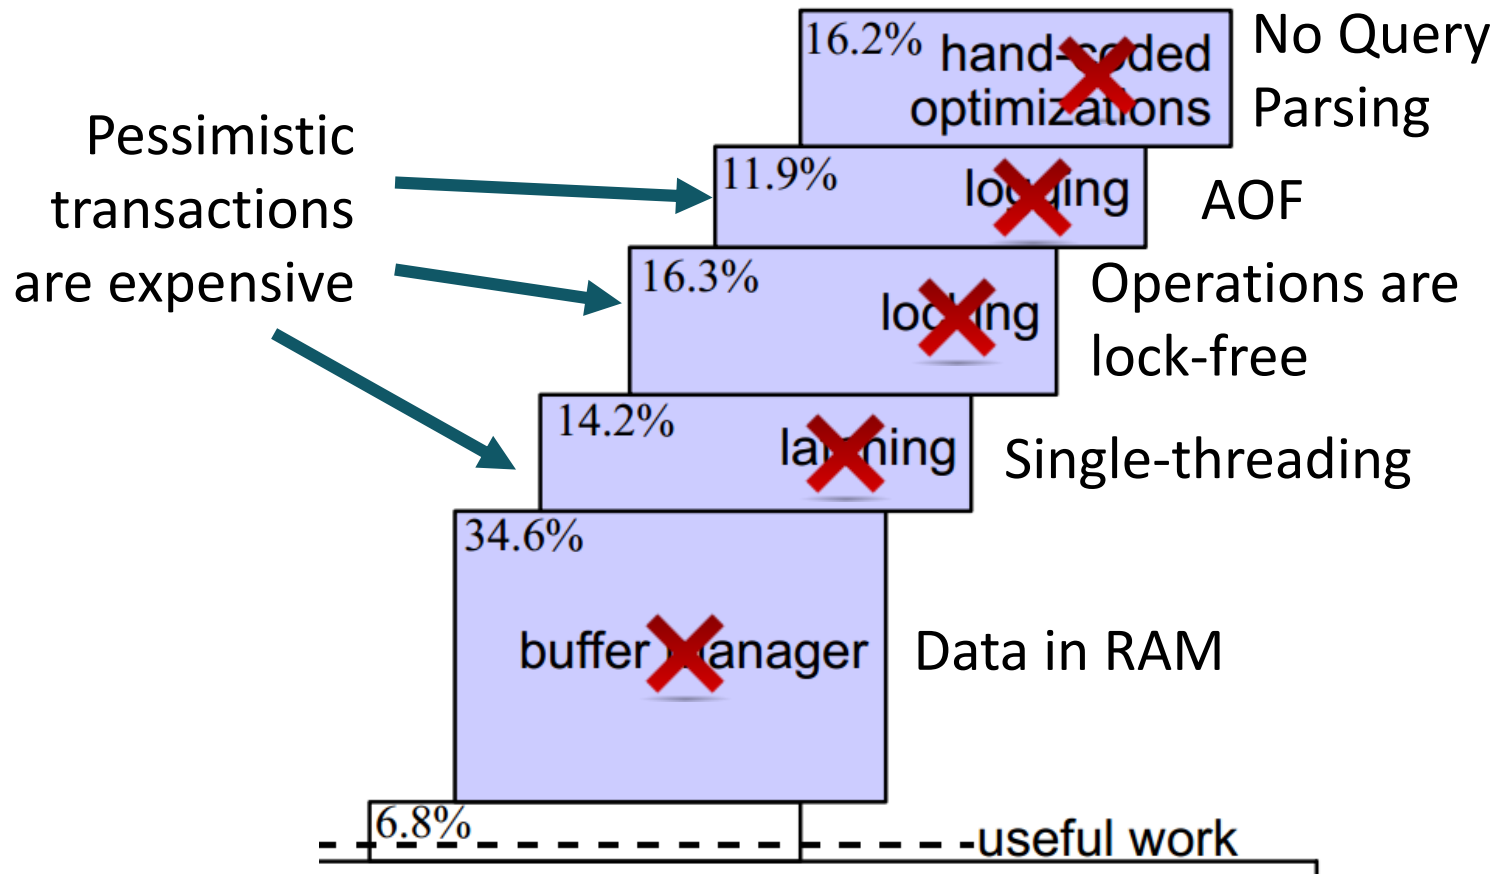 16.2%
hand-coded
optimizations
No Query
Parsing
Pessimistic
transactions
are expensive
11.9%
logging
AOF
16.3%
locking
Operations are
lock-free
14.2%
latching
Single-threading
34.6%
buffer manager
Data in RAM
6.8%
useful work